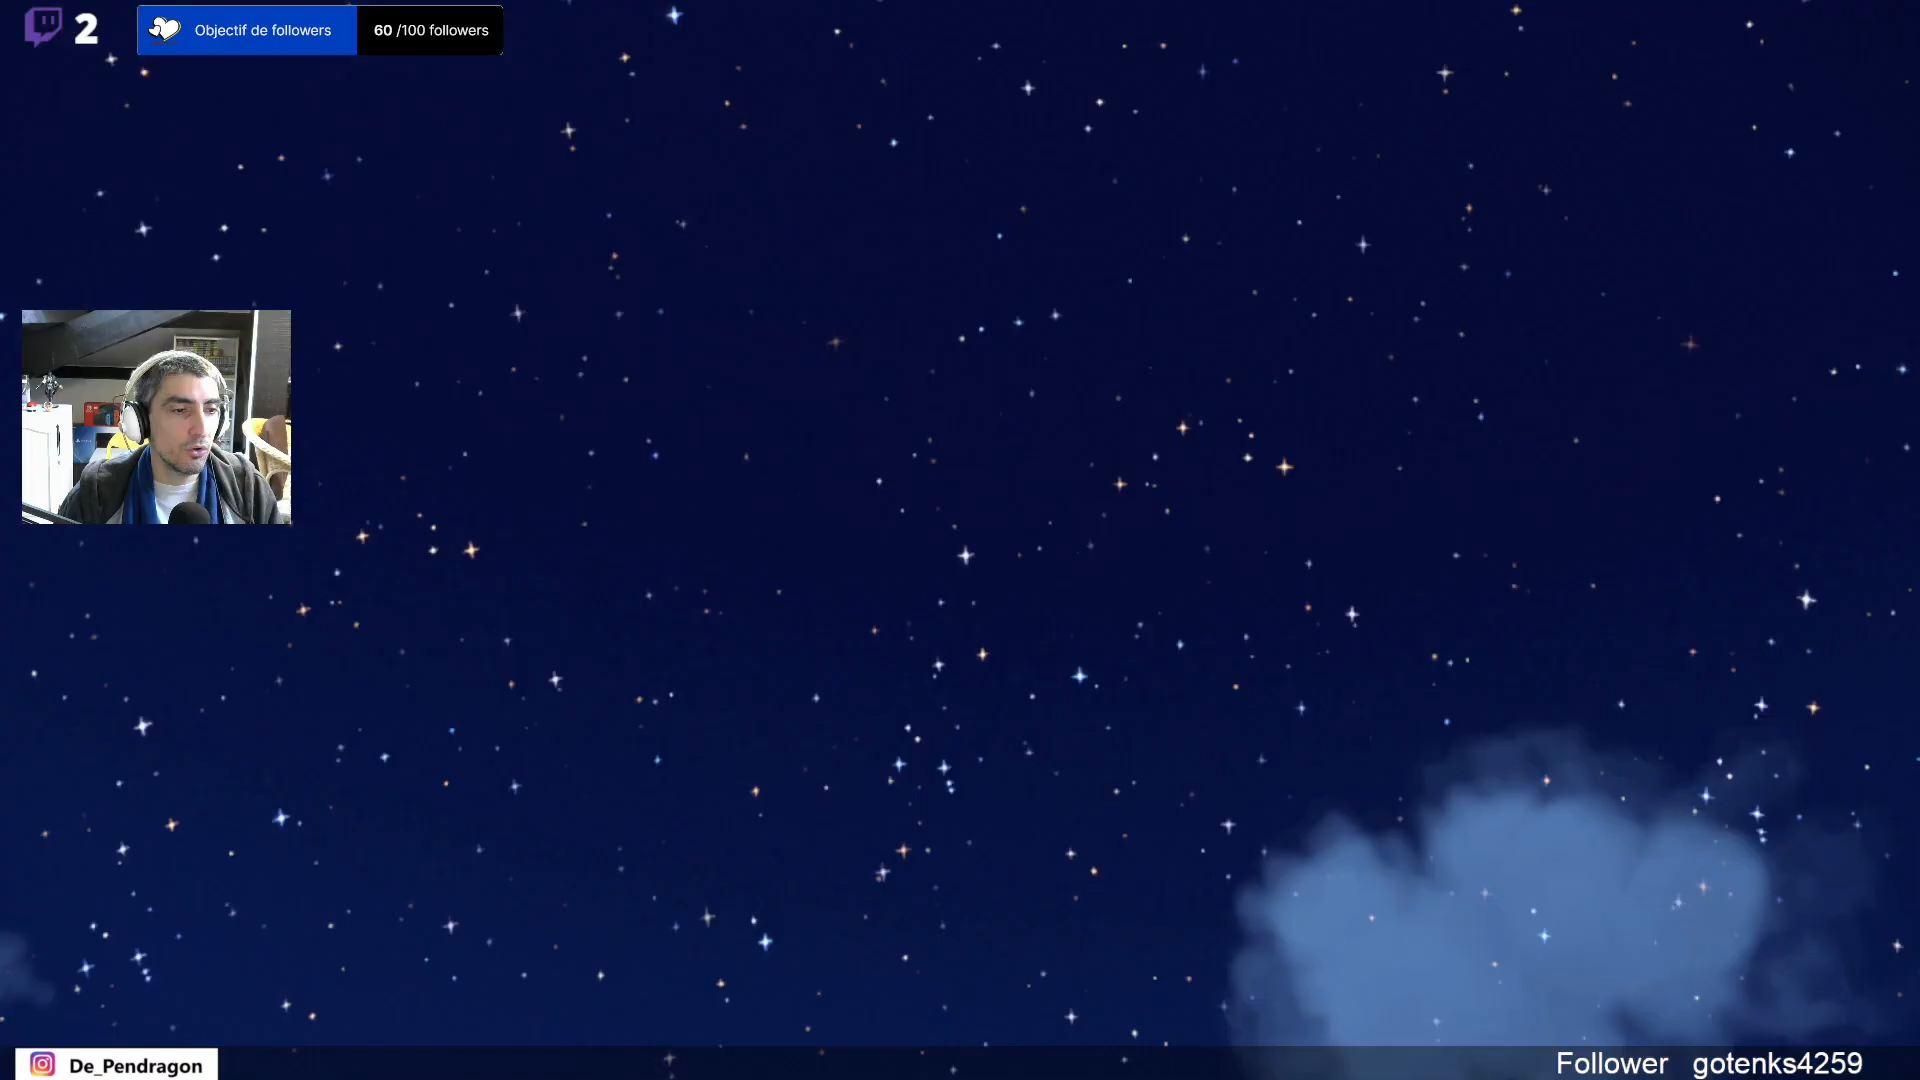 2
Objectif de followers
60 /100 followers
De_Pendragon
Follower gotenks4259